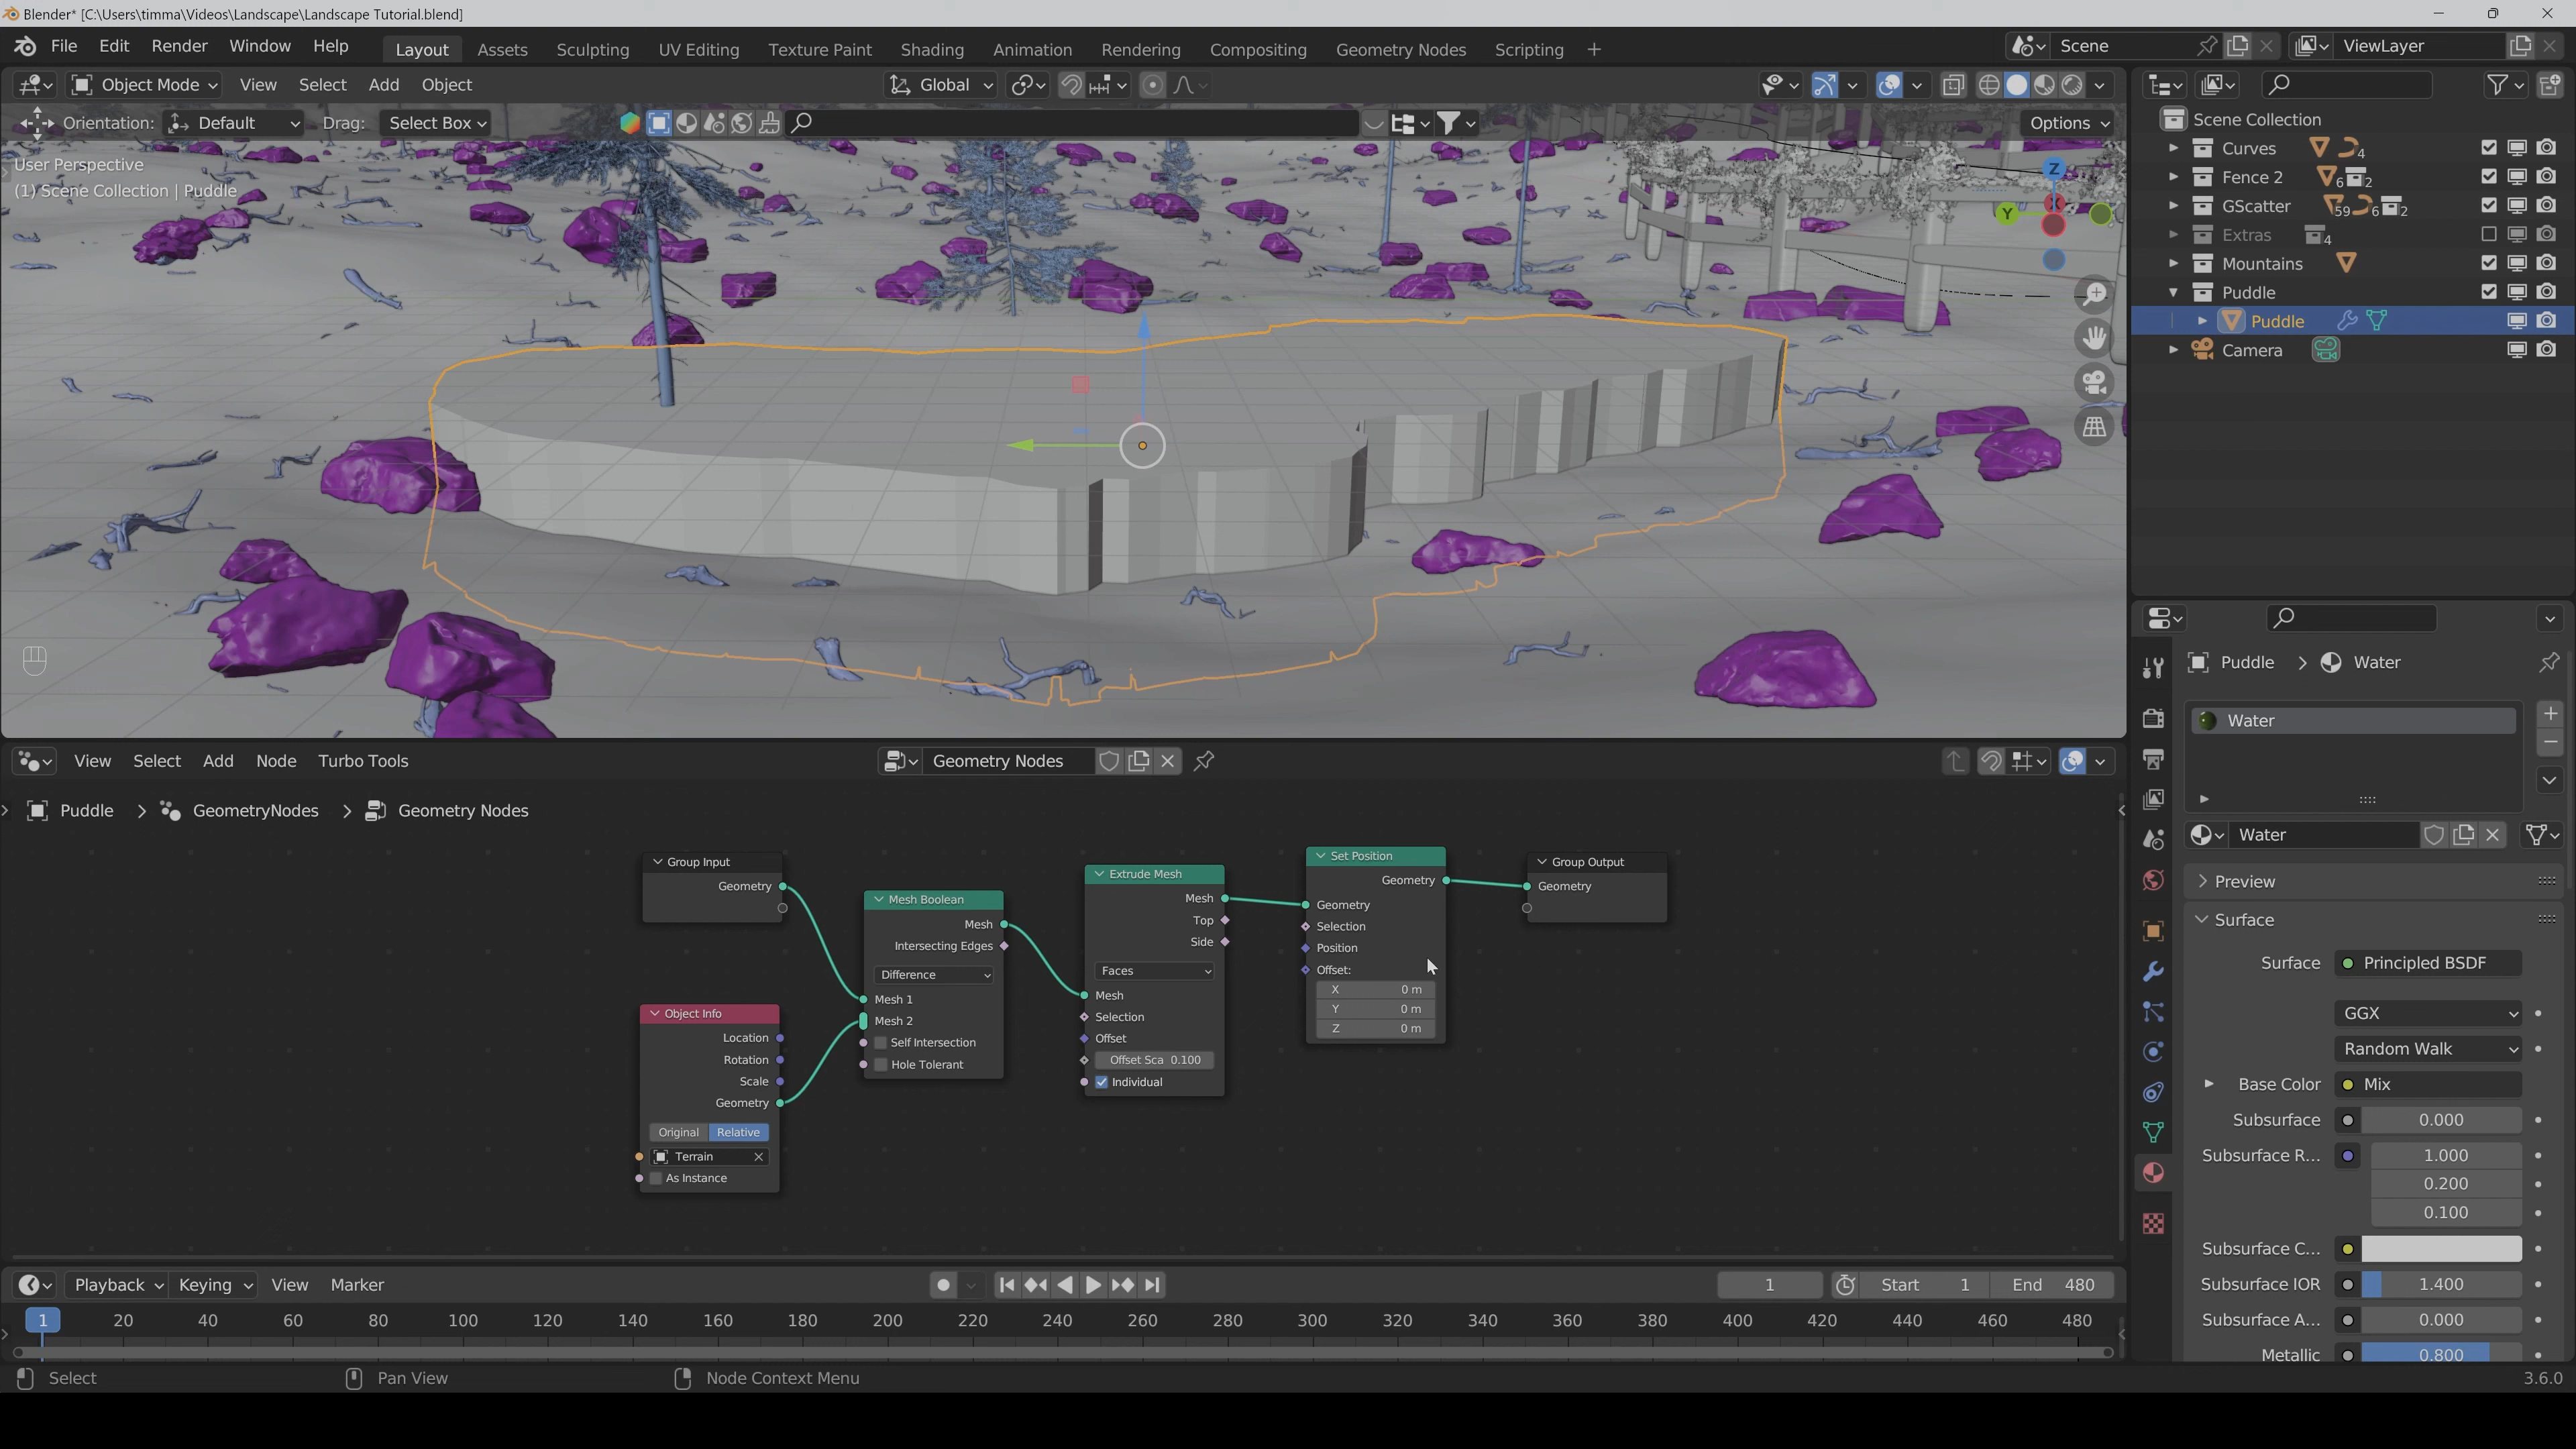 Blender* [C:\Users\timma\Videos\Landscape\Landscape Tutorial.blend]
File Edit Render Window Help Layout Assets Sculpting UV Editing Texture Paint Shading Animation Rendering Compositing Geometry Nodes Scripting + Scene ViewLayer
Object Mode View Select Add Object Global
Orientation: Default Drag: Select Box Options
User Perspective
(1) Scene Collection | Puddle
Z
Y
Scene Collection
Curves 4
Fence 2 6 2
GScatter 59 6 2
Extras 4
Mountains
Puddle
Puddle
Camera
View Select Add Node Turbo Tools Geometry Nodes
Puddle > GeometryNodes > Geometry Nodes
Group Input
Geometry
Object Info
Location
Rotation
Scale
Geometry
Original Relative
Terrain
As Instance
Mesh Boolean
Mesh
Intersecting Edges
Difference
Mesh 1
Mesh 2
Self Intersection
Hole Tolerant
Extrude Mesh
Mesh
Top
Side
Faces
Mesh
Selection
Offset
Offset Sca 0.100
Individual
Set Position
Geometry
Geometry
Selection
Position
Offset:
X 0 m
Y 0 m
Z 0 m
Group Output
Geometry
Puddle > Water
Water
Water
Preview
Surface
Surface Principled BSDF
GGX
Random Walk
Base Color Mix
Subsurface 0.000
Subsurface R... 1.000
0.200
0.100
Subsurface C...
Subsurface IOR 1.400
Subsurface A... 0.000
Metallic 0.800
Playback Keying View Marker 1 Start 1 End 480
1 20 40 60 80 100 120 140 160 180 200 220 240 260 280 300 320 340 360 380 400 420 440 460 480
Select Pan View Node Context Menu 3.6.0